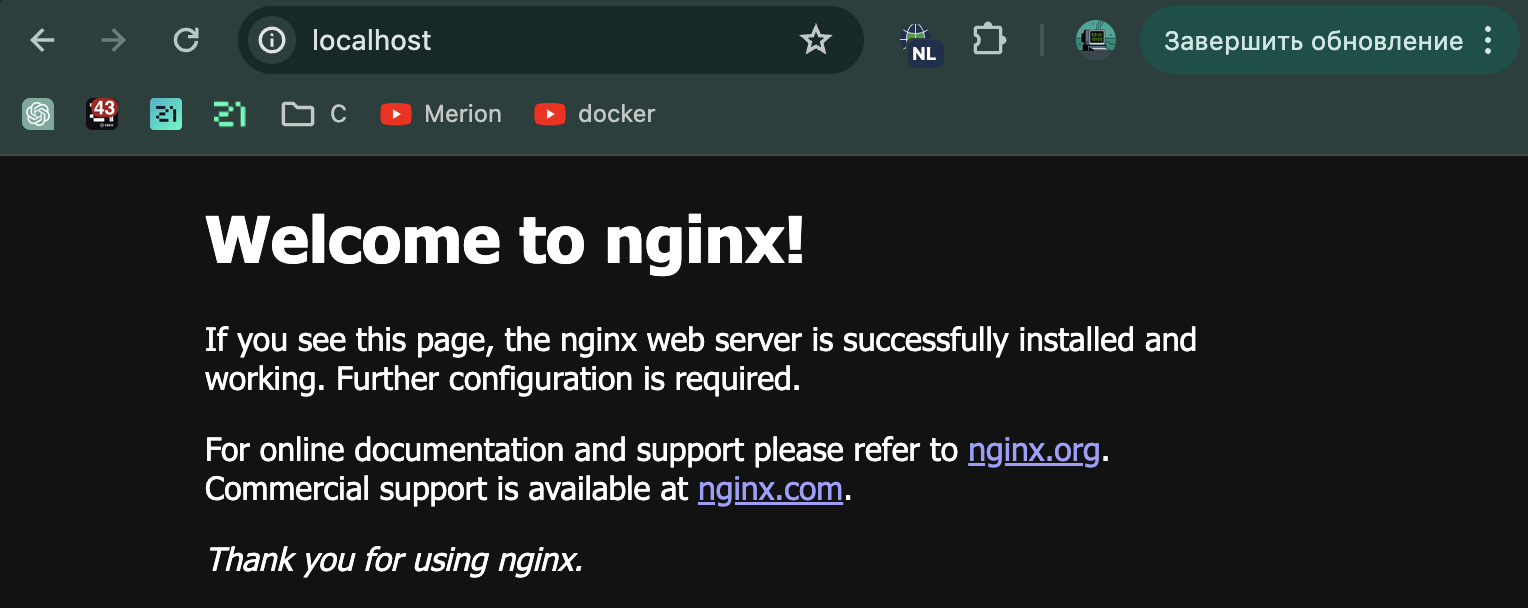 localhost
NL
Завершить обновление
43
21
21
C
Merion
docker
Welcome to nginx!
If you see this page, the nginx web server is successfully installed and
working. Further configuration is required.
For online documentation and support please refer to nginx.org.
Commercial support is available at nginx.com.
Thank you for using nginx.